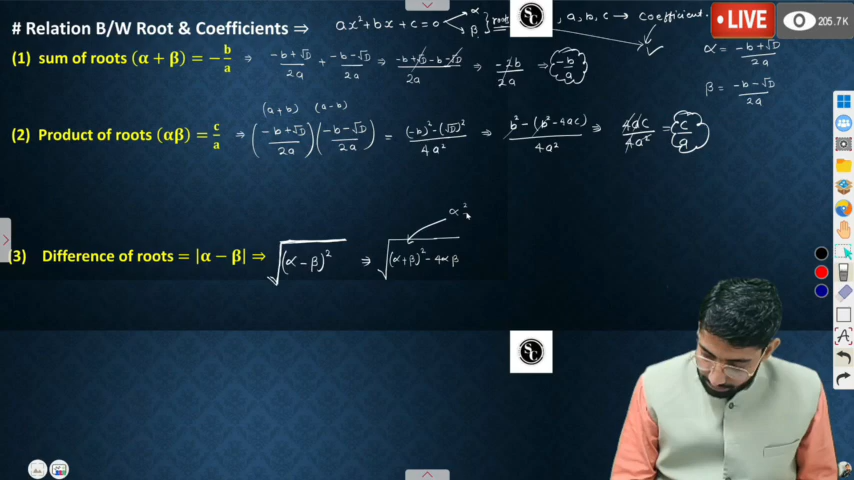 # Relation B/W Root & Coefficients ⇒ ax² + bx + c = 0 α β } roots , a, b, c → coefficient.
LIVE 205.7K
SC
(1) sum of roots (α + β) = −b/a ⇒ (-b+√D)/2a + (-b-√D)/2a ⇒ (-b+√D-b-√D)/2a ⇒ -2b/2a ⇒ -b/a
α = (-b+√D)/2a
β = (-b-√D)/2a
(a+b) (a-b)
(2) Product of roots (αβ) = c/a ⇒ ((-b+√D)/2a) ((-b-√D)/2a) = ((-b)²-(√D)²)/4a² ⇒ (b²-(b²-4ac))/4a² ⇒ 4ac/4a² = c/a
α²
(3) Difference of roots = |α − β| ⇒ √(α-β)² ⇒ √(α+β)²-4αβ
SC
A